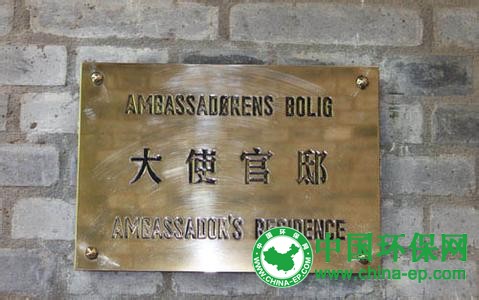 AMBASSADØRENS BOLIG
大使官邸
AMBASSADOR'S RESIDENCE
中国环保网
www.china-ep.com